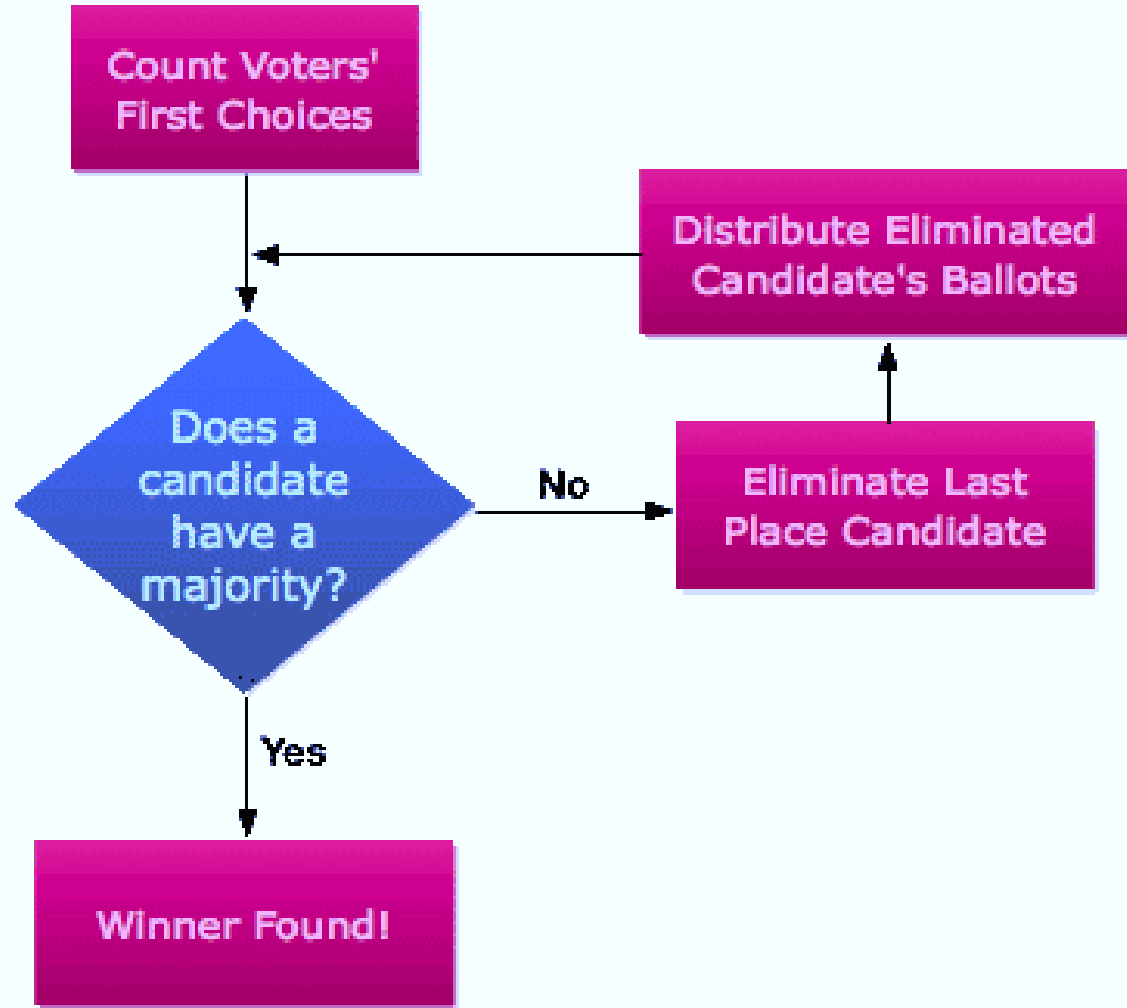 Count Voters'
First Choices
Distribute Eliminated
Candidate's Ballots
Does a
candidate
have a
majority?
No
Eliminate Last
Place Candidate
Yes
Winner Found!